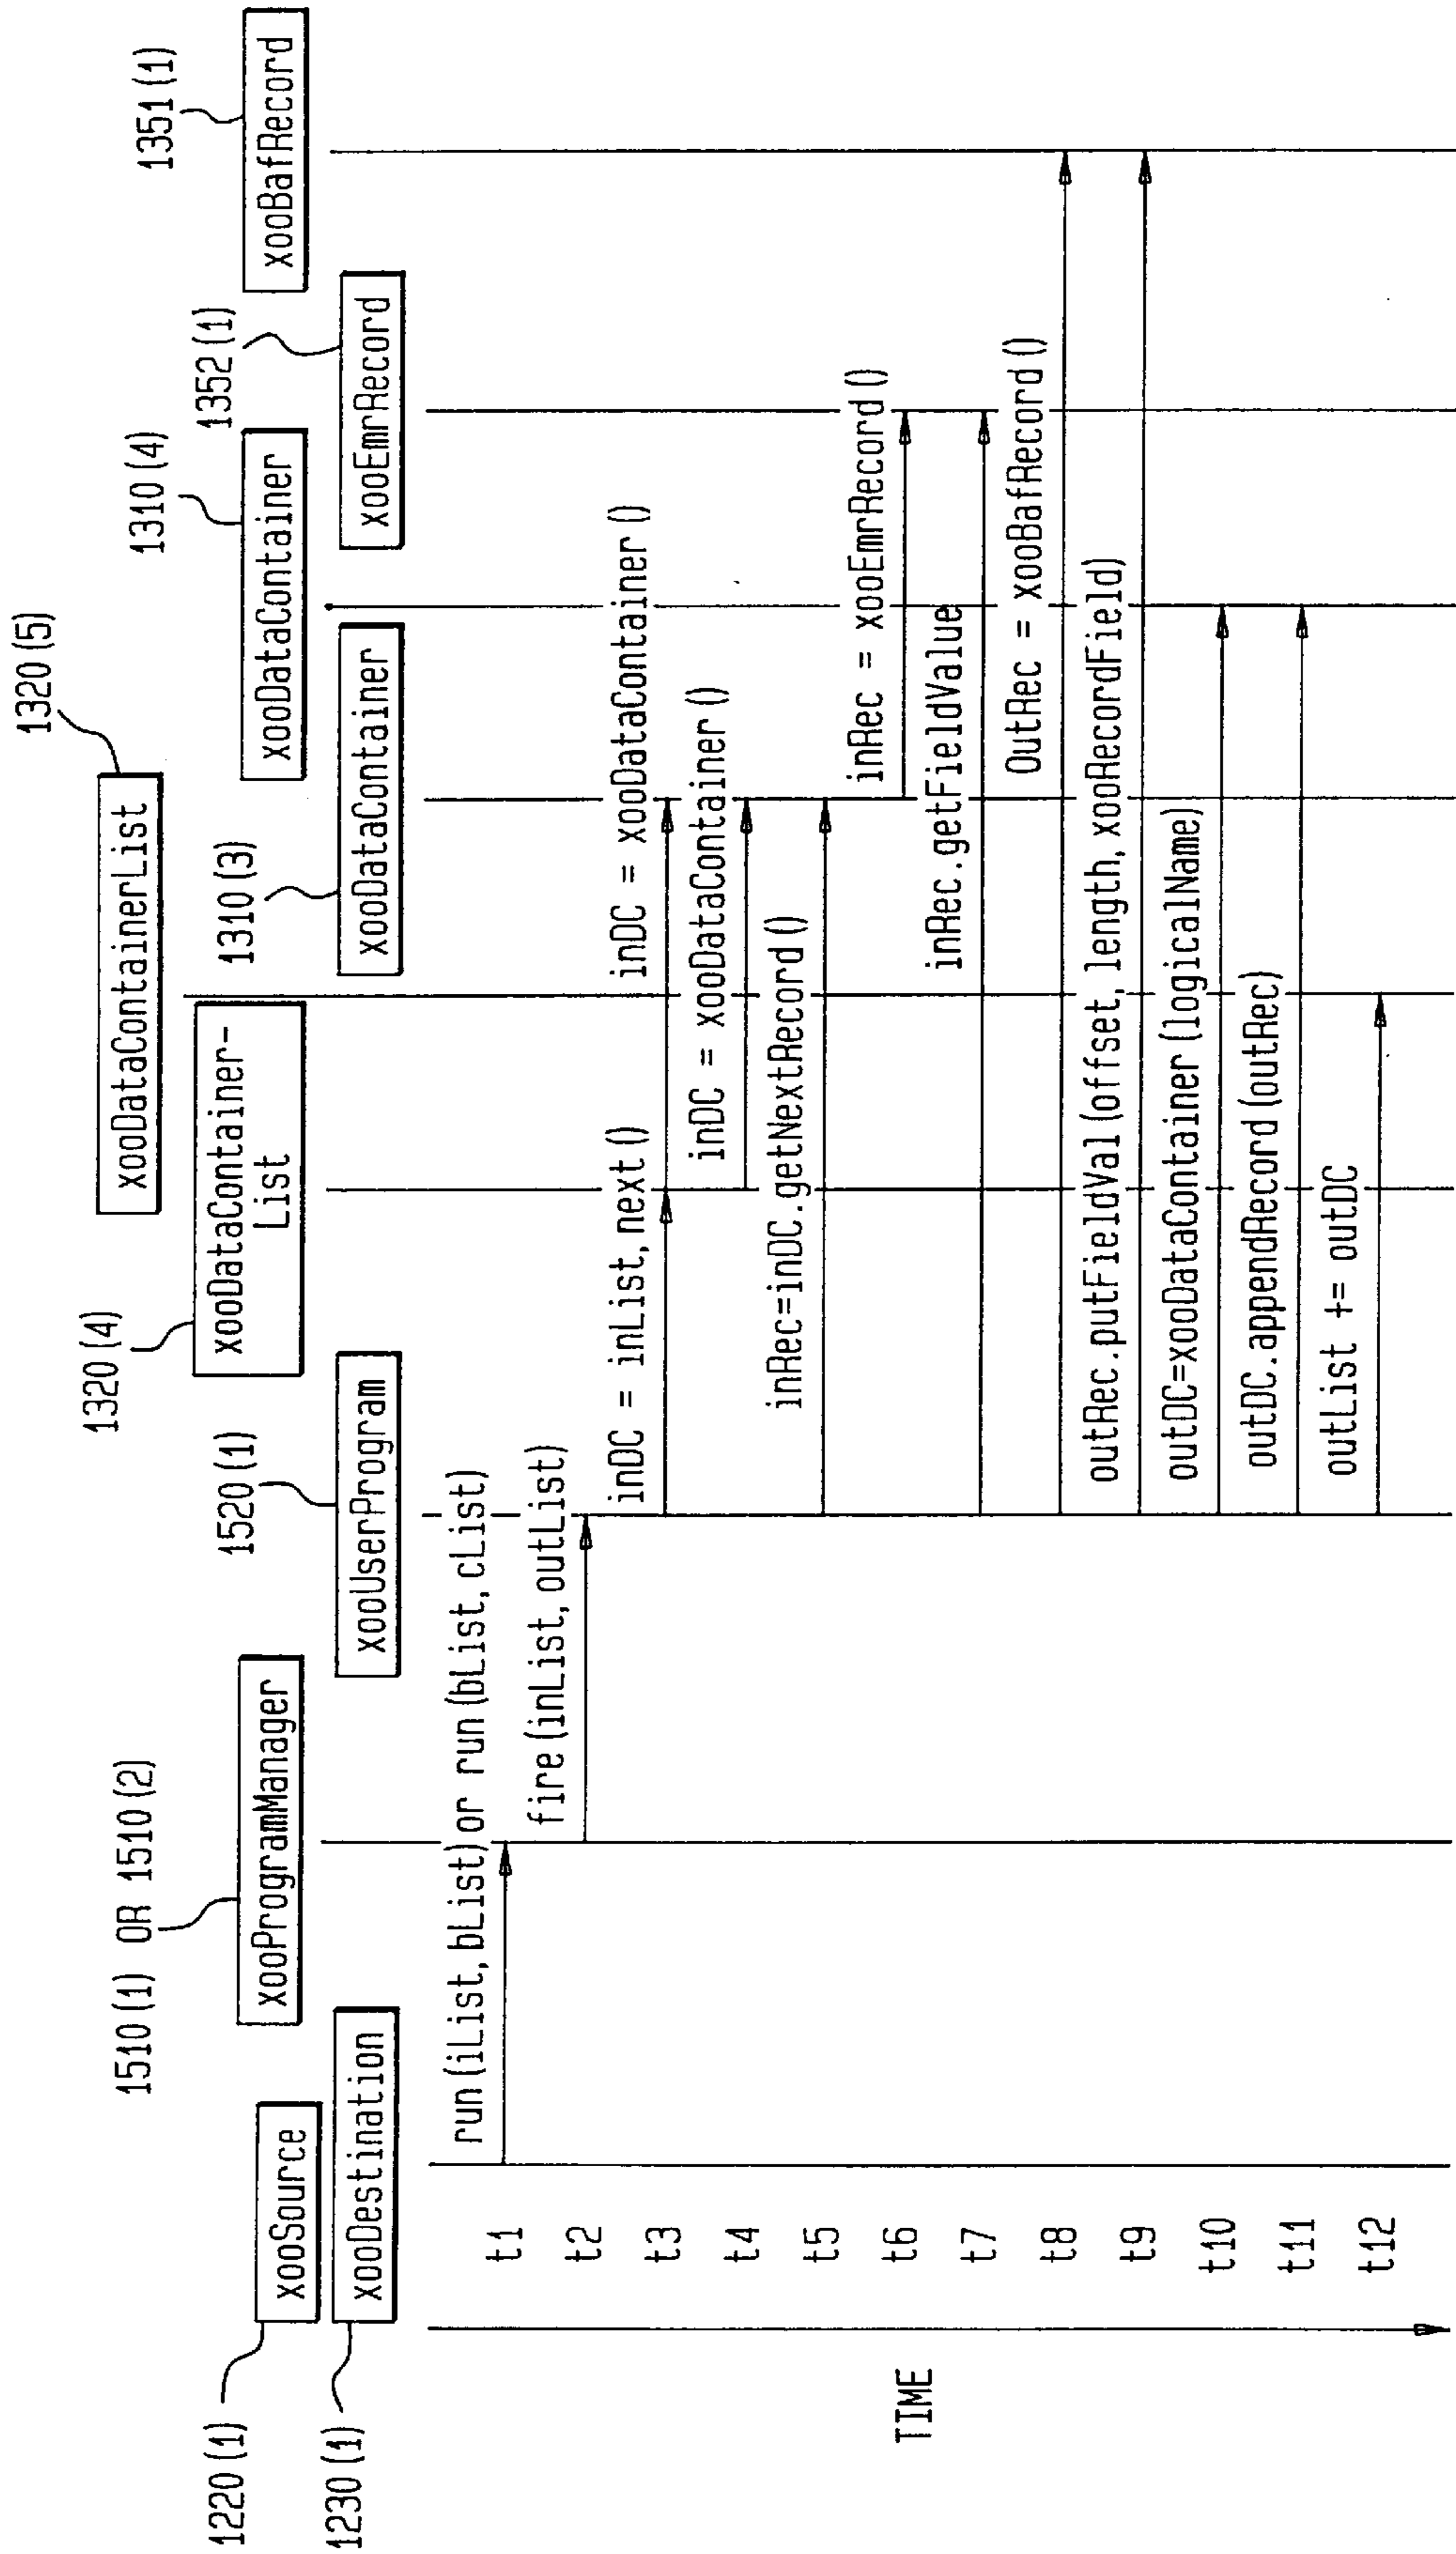 1320 (5)
xooDataContainerList
1510 (1) OR 1510 (2)
1320 (4)
1310 (4)
1351 (1)
xooDataContainer-
List
1220 (1)
xooSource
xooProgramManager
1520 (1)
1310 (3)
xooDataContainer
1352 (1)
xooBafRecord
1230 (1)
xooDestination
xooUserProgram
xooDataContainer
xooEmrRecord
run (iList, bList) or run (bList, cList)
t1
fire (inList, outList)
t2
inDC = inList, next ()
inDC = xooDataContainer ()
t3
inDC = xooDataContainer ()
t4
inRec=inDC.getNextRecord ()
t5
inRec = xooEmrRecord ()
TIME
t6
inRec.getFieldValue
t7
OutRec = xooBafRecord ()
t8
outRec.putFieldVal (offset, length, xooRecordField)
t9
outDC=xooDataContainer (logicalName)
t10
outDC.appendRecord (outRec)
t11
outList += outDC
t12